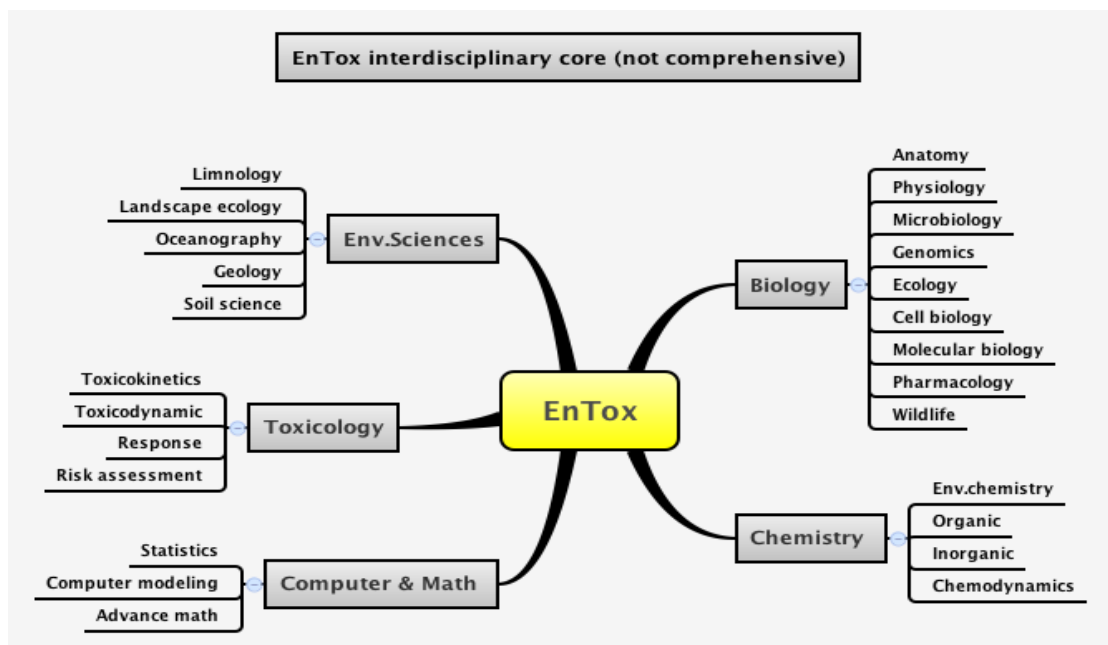 EnTox interdisciplinary core (not comprehensive)
Limnology
Landscape ecology
Oceanography
Geology
Soil science
Env.Sciences
Toxicokinetics
Toxicodynamic
Response
Risk assessment
Toxicology
Statistics
Computer modeling
Advance math
Computer & Math
EnTox
Biology
Anatomy
Physiology
Microbiology
Genomics
Ecology
Cell biology
Molecular biology
Pharmacology
Wildlife
Chemistry
Env.chemistry
Organic
Inorganic
Chemodynamics